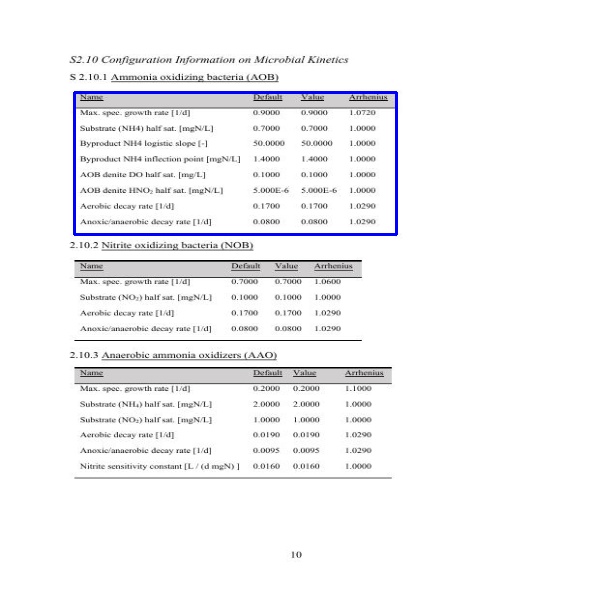 S2.10 Configuration Information on Microbial Kinetics
S 2.10.1 Ammonia oxidizing bacteria (AOB)
Name Default Value Arrhenius
Max. spec. growth rate [1/d] 0.9000 0.9000 1.0720
Substrate (NH4) half sat. [mgN/L] 0.7000 0.7000 1.0000
Byproduct NH4 logistic slope [-] 50.0000 50.0000 1.0000
Byproduct NH4 inflection point [mgN/L] 1.4000 1.4000 1.0000
AOB denite DO half sat. [mg/L] 0.1000 0.1000 1.0000
AOB denite HNO₂ half sat. [mgN/L] 5.000E-6 5.000E-6 1.0000
Aerobic decay rate [1/d] 0.1700 0.1700 1.0290
Anoxic/anaerobic decay rate [1/d] 0.0800 0.0800 1.0290
2.10.2 Nitrite oxidizing bacteria (NOB)
Name Default Value Arrhenius
Max. spec. growth rate [1/d] 0.7000 0.7000 1.0600
Substrate (NO₂) half sat. [mgN/L] 0.1000 0.1000 1.0000
Aerobic decay rate [1/d] 0.1700 0.1700 1.0290
Anoxic/anaerobic decay rate [1/d] 0.0800 0.0800 1.0290
2.10.3 Anaerobic ammonia oxidizers (AAO)
Name Default Value Arrhenius
Max. spec. growth rate [1/d] 0.2000 0.2000 1.1000
Substrate (NH₄) half sat. [mgN/L] 2.0000 2.0000 1.0000
Substrate (NO₂) half sat. [mgN/L] 1.0000 1.0000 1.0000
Aerobic decay rate [1/d] 0.0190 0.0190 1.0290
Anoxic/anaerobic decay rate [1/d] 0.0095 0.0095 1.0290
Nitrite sensitivity constant [L / (d mgN) ] 0.0160 0.0160 1.0000
10